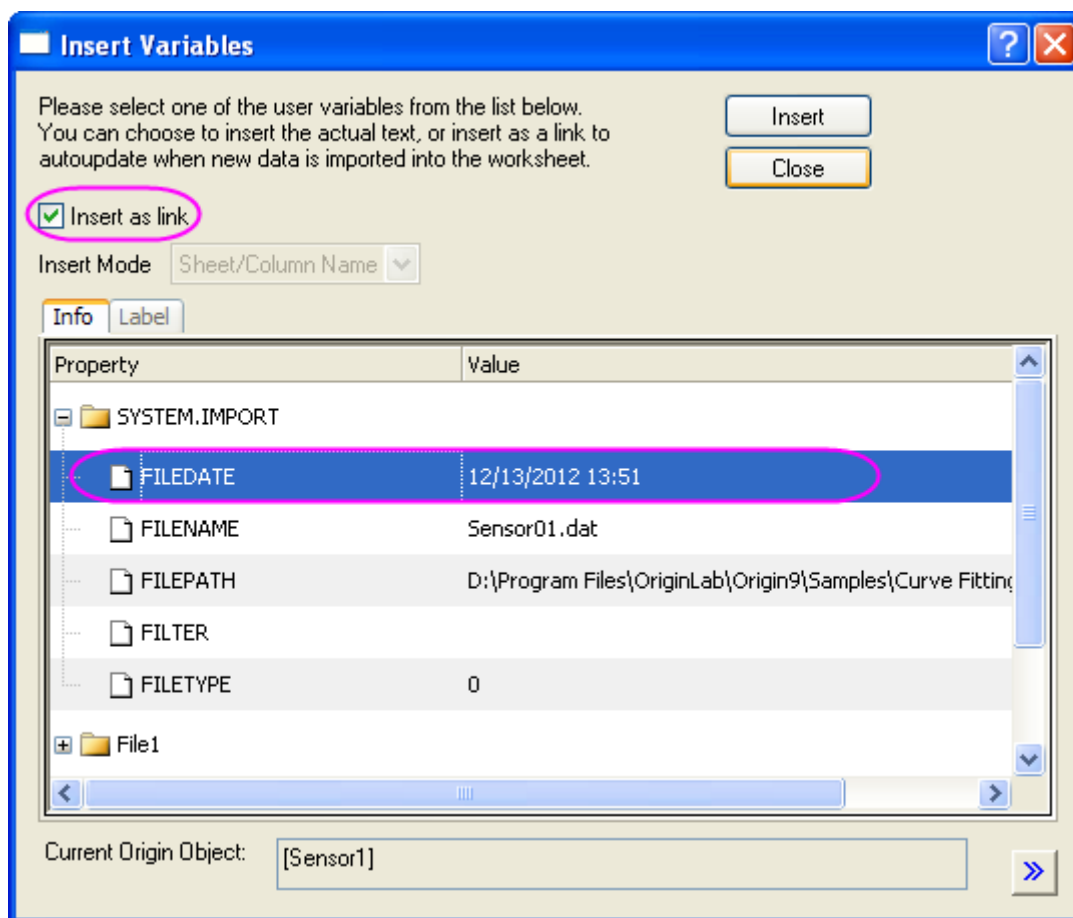 Insert Variables
Please select one of the user variables from the list below.
You can choose to insert the actual text, or insert as a link to
autoupdate when new data is imported into the worksheet.
Insert
Close
Insert as link
Insert Mode Sheet/Column Name
Info Label
Property Value
SYSTEM.IMPORT
FILEDATE 12/13/2012 13:51
FILENAME Sensor01.dat
FILEPATH D:\Program Files\OriginLab\Origin9\Samples\Curve Fitting
FILTER
FILETYPE 0
File1
Current Origin Object: [Sensor1]